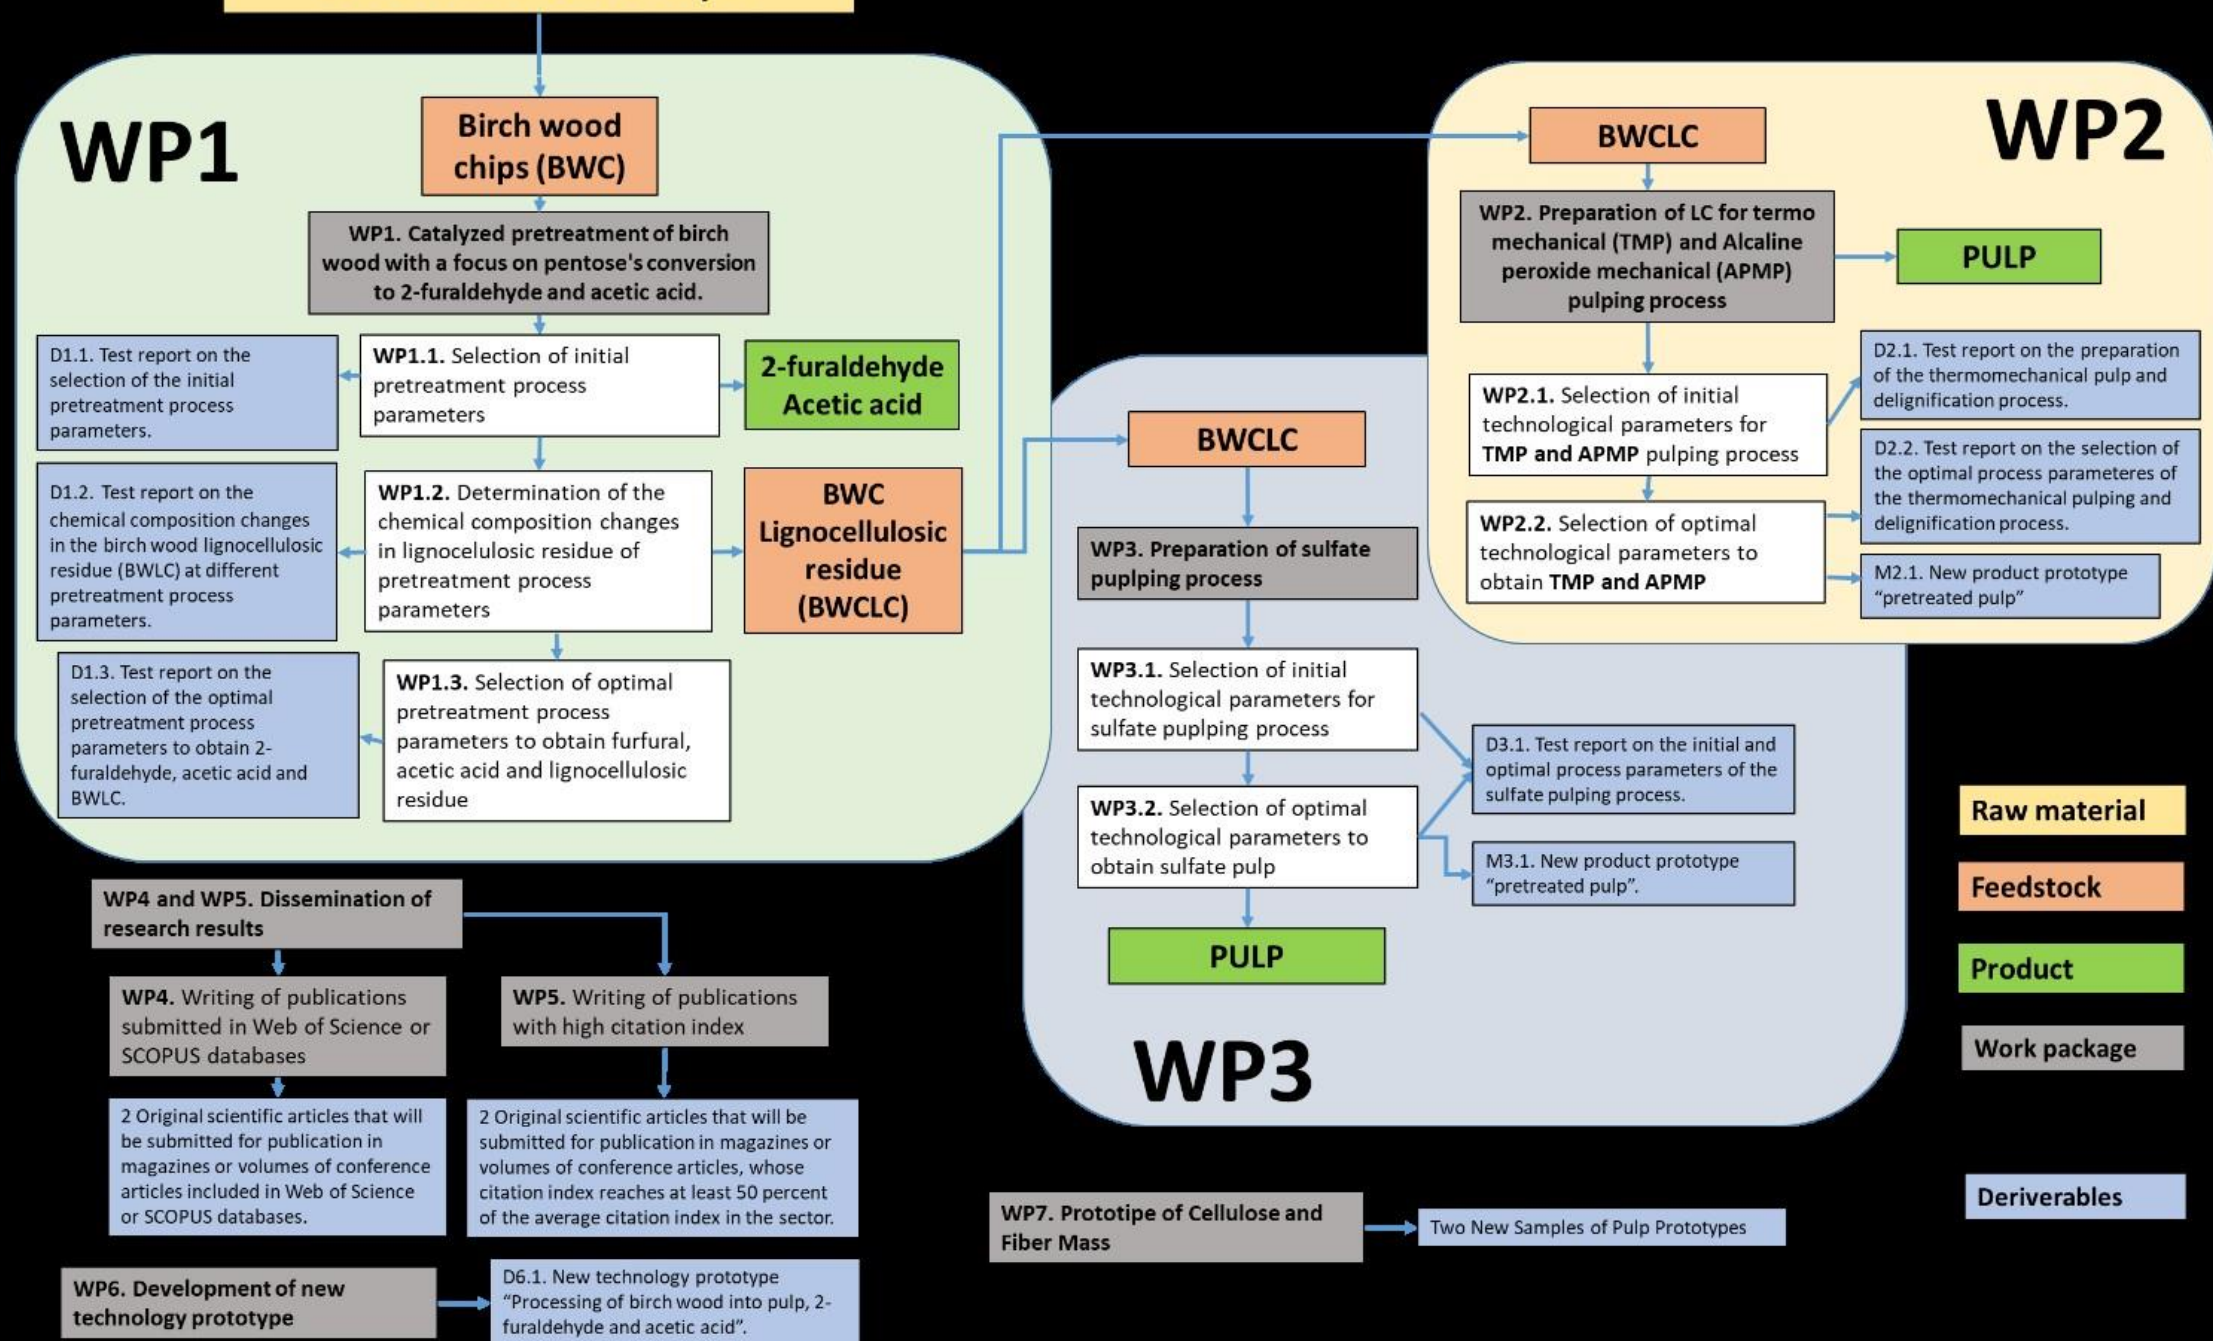 WP1
Birch wood
chips (BWC)
WP1. Catalyzed pretreatment of birch
wood with a focus on pentose's conversion
to 2-furaldehyde and acetic acid.
D1.1. Test report on the
selection of the initial
pretreatment process
parameters.
WP1.1. Selection of initial
pretreatment process
parameters
2-furaldehyde
Acetic acid
D1.2. Test report on the
chemical composition changes
in the birch wood lignocellulosic
residue (BWLC) at different
pretreatment process
parameters.
WP1.2. Determination of the
chemical composition changes
in lignocelulosic residue of
pretreatment process
parameters
BWC
Lignocellulosic
residue
(BWCLC)
D1.3. Test report on the
selection of the optimal
pretreatment process
parameters to obtain 2-
furaldehyde, acetic acid and
BWLC.
WP1.3. Selection of optimal
pretreatment process
parameters to obtain furfural,
acetic acid and lignocellulosic
residue
WP2
BWCLC
WP2. Preparation of LC for termo
mechanical (TMP) and Alcaline
peroxide mechanical (APMP)
pulping process
PULP
WP2.1. Selection of initial
technological parameters for
TMP and APMP pulping process
D2.1. Test report on the preparation
of the thermomechanical pulp and
delignification process.
D2.2. Test report on the selection of
the optimal process parameteres of
the thermomechanical pulping and
delignification process.
WP2.2. Selection of optimal
technological parameters to
obtain TMP and APMP
M2.1. New product prototype
“pretreated pulp”
BWCLC
WP3. Preparation of sulfate
puplping process
WP3.1. Selection of initial
technological parameters for
sulfate puplping process
D3.1. Test report on the initial and
optimal process parameters of the
sulfate pulping process.
WP3.2. Selection of optimal
technological parameters to
obtain sulfate pulp
M3.1. New product prototype
“pretreated pulp”.
PULP
WP3
Raw material
Feedstock
Product
Work package
Deriverables
WP4 and WP5. Dissemination of
research results
WP4. Writing of publications
submitted in Web of Science or
SCOPUS databases
WP5. Writing of publications
with high citation index
2 Original scientific articles that will
be submitted for publication in
magazines or volumes of conference
articles included in Web of Science
or SCOPUS databases.
2 Original scientific articles that will be
submitted for publication in magazines or
volumes of conference articles, whose
citation index reaches at least 50 percent
of the average citation index in the sector.
WP6. Development of new
technology prototype
D6.1. New technology prototype
“Processing of birch wood into pulp, 2-
furaldehyde and acetic acid”.
WP7. Prototipe of Cellulose and
Fiber Mass
Two New Samples of Pulp Prototypes